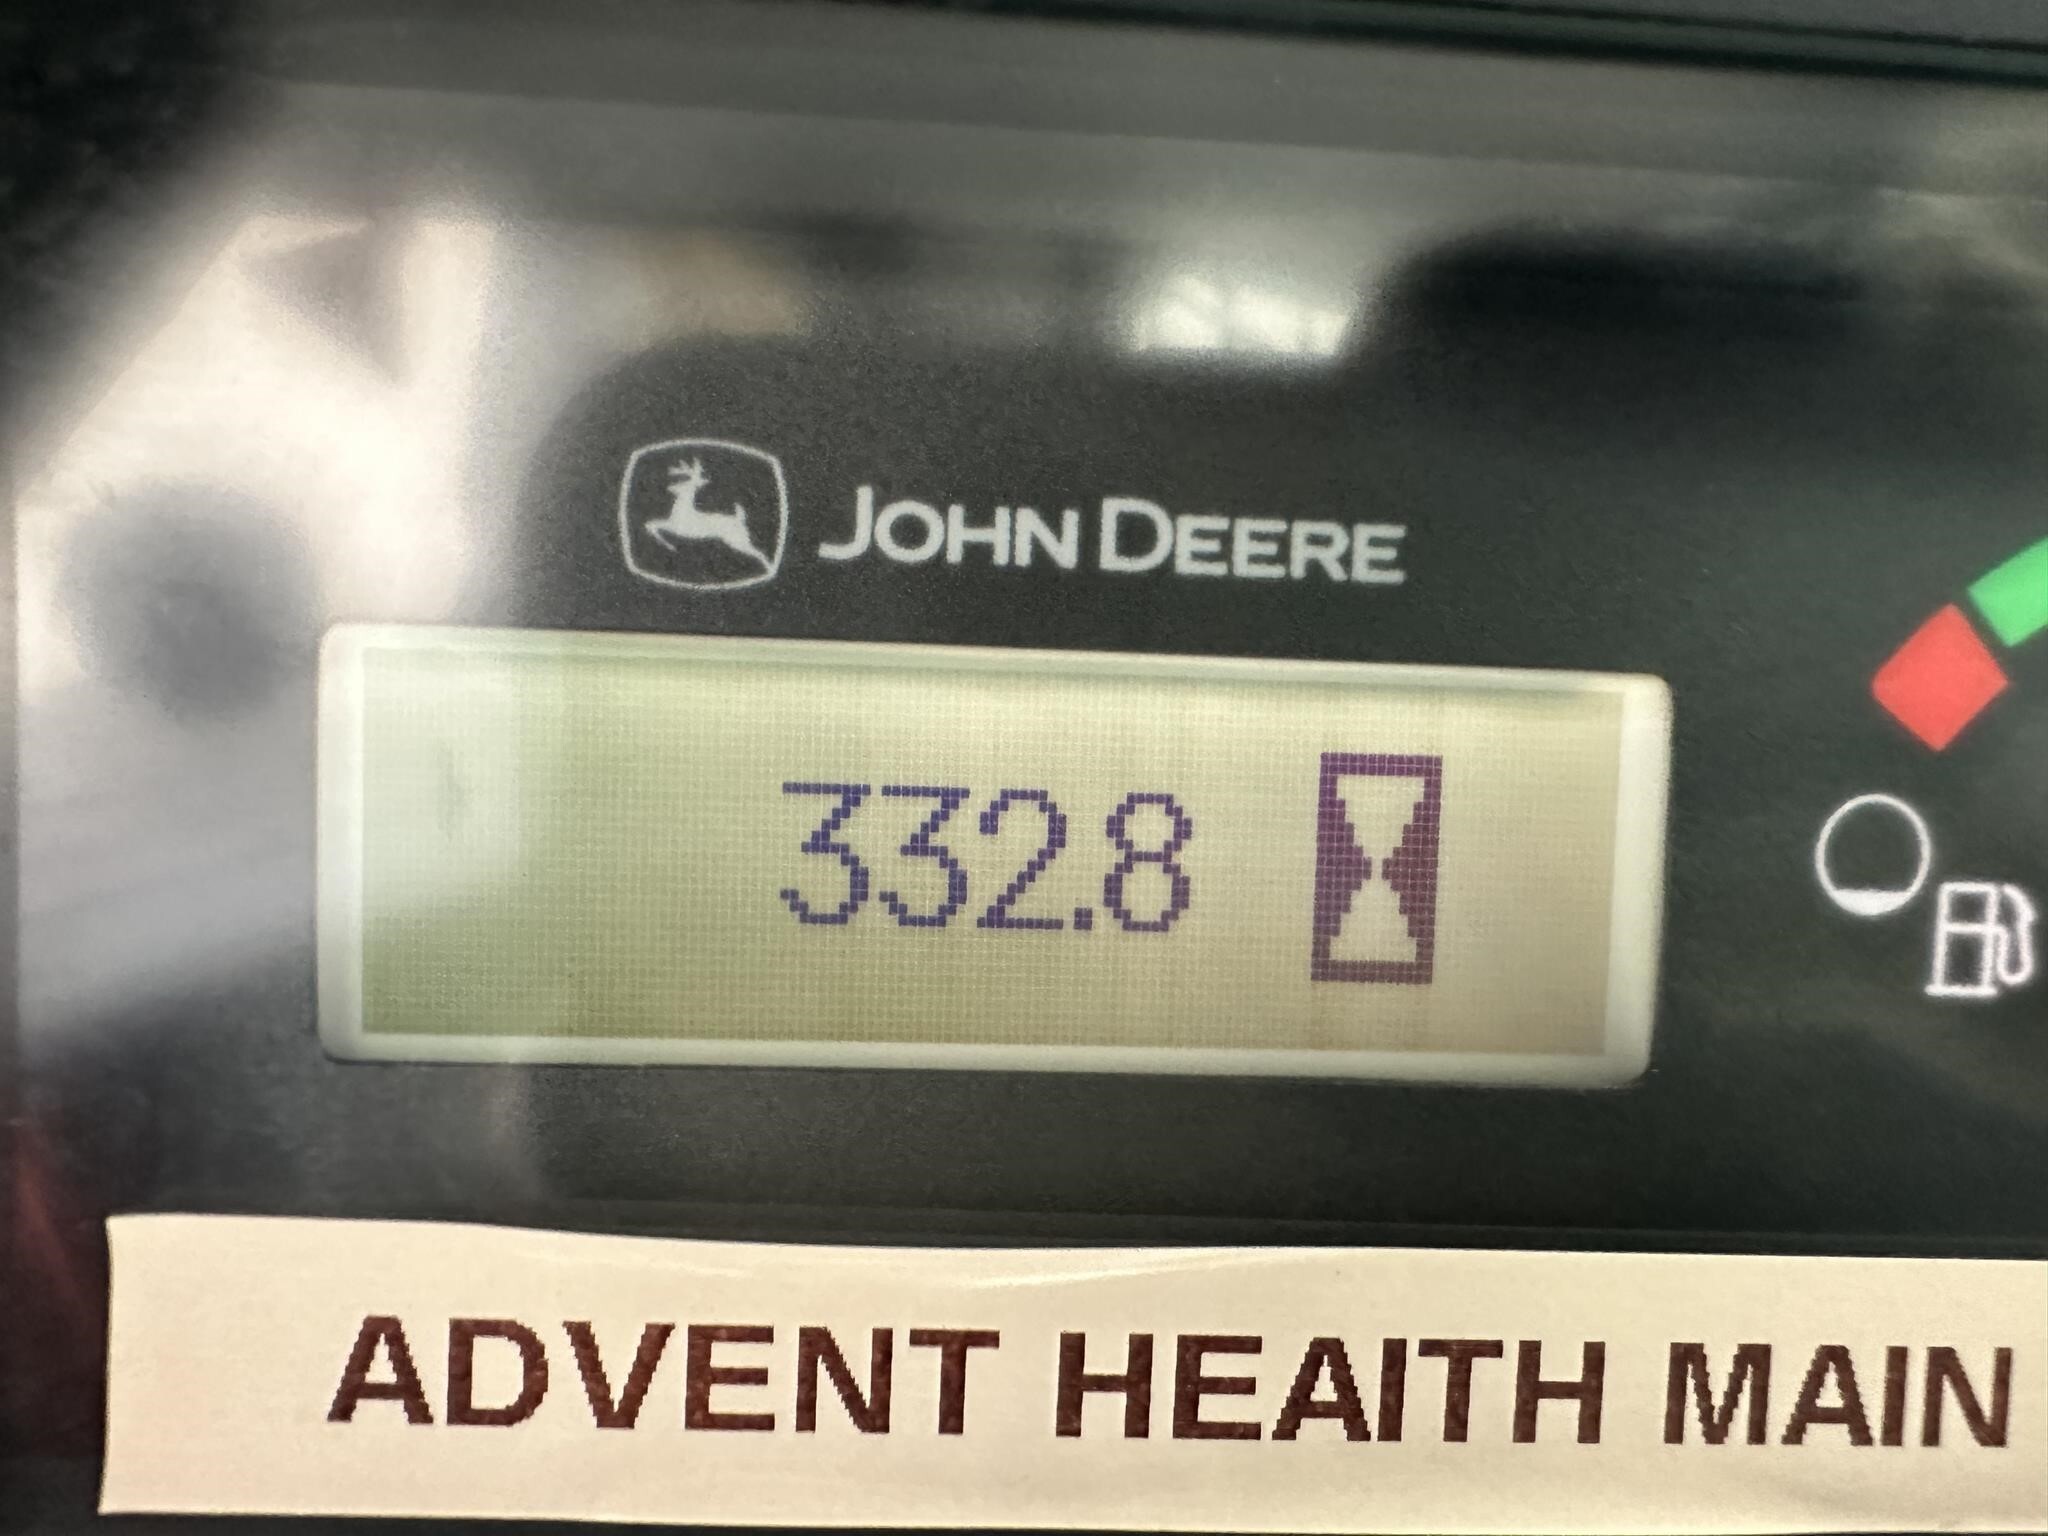 JOHN DEERE
332.8
ADVENT HEAITH MAIN